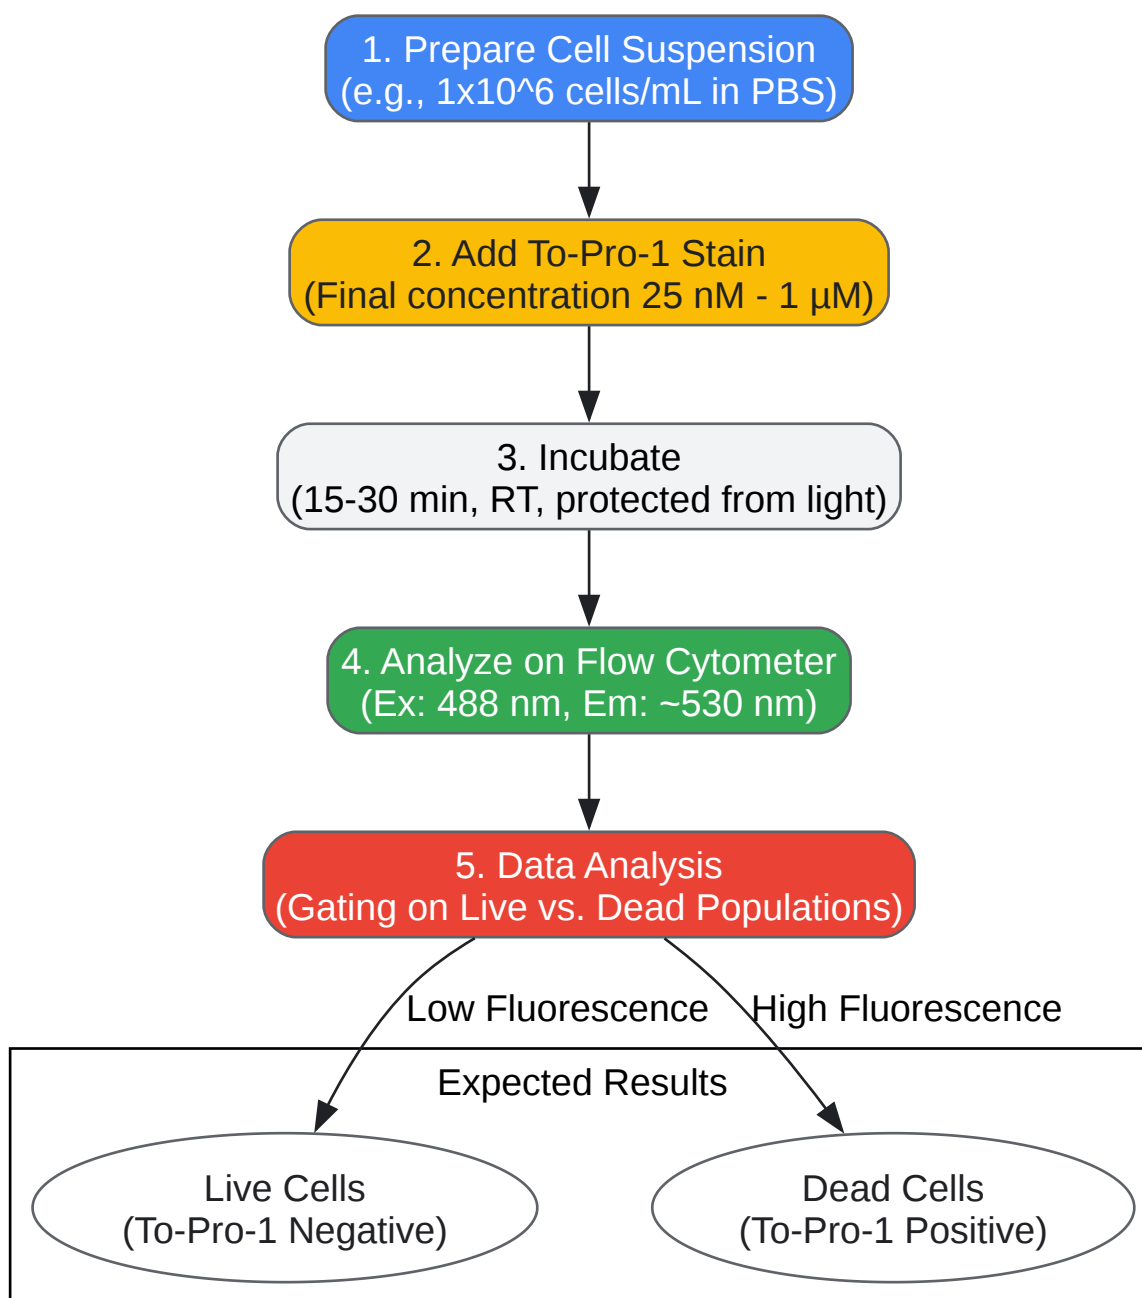 1. Prepare Cell Suspension
(e.g., 1x10^6 cells/mL in PBS)
2. Add To-Pro-1 Stain
(Final concentration 25 nM - 1 µM)
3. Incubate
(15-30 min, RT, protected from light)
4. Analyze on Flow Cytometer
(Ex: 488 nm, Em: ~530 nm)
5. Data Analysis
(Gating on Live vs. Dead Populations)
Low Fluorescence
High Fluorescence
Expected Results
Live Cells
(To-Pro-1 Negative)
Dead Cells
(To-Pro-1 Positive)